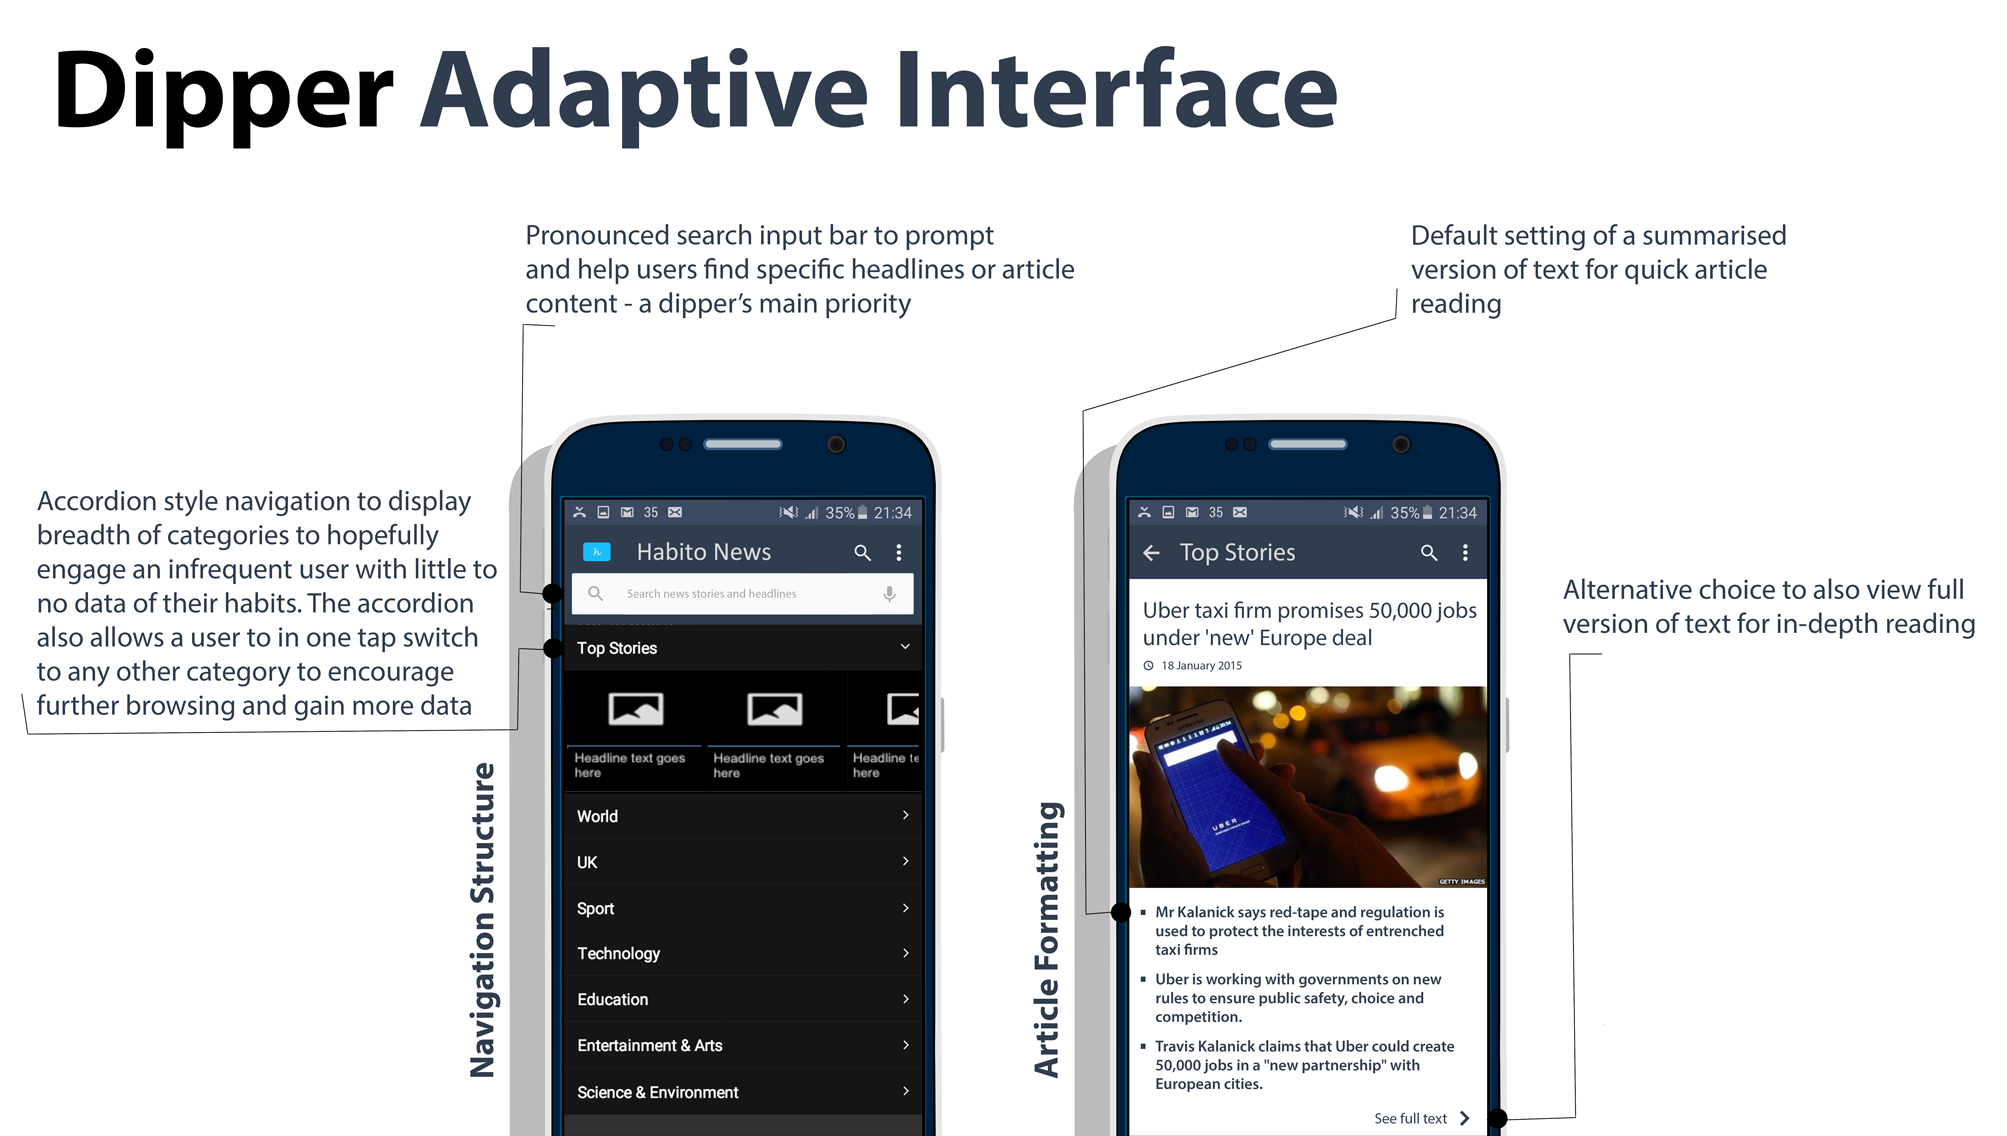 Dipper Adaptive Interface
Pronounced search input bar to prompt
and help users find specific headlines or article
content - a dipper's main priority
Default setting of a summarised
version of text for quick article
reading
Accordion style navigation to display
breadth of categories to hopefully
engage an infrequent user with little to
no data of their habits. The accordion
also allows a user to in one tap switch
to any other category to encourage
further browsing and gain more data
Alternative choice to also view full
version of text for in-depth reading
Navigation Structure
35 35% 21:34
Habito News
Search news stories and headlines
Top Stories
Headline text goes
here
Headline text goes
here
Headline te
here
World
UK
Sport
Technology
Education
Entertainment & Arts
Science & Environment
Article Formatting
35 35% 21:34
Top Stories
Uber taxi firm promises 50,000 jobs
under 'new' Europe deal
18 January 2015
SAMSUNG
UBER
GETTY IMAGES
▪ Mr Kalanick says red-tape and regulation is
used to protect the interests of entrenched
taxi firms
▪ Uber is working with governments on new
rules to ensure public safety, choice and
competition.
▪ Travis Kalanick claims that Uber could create
50,000 jobs in a "new partnership" with
European cities.
See full text